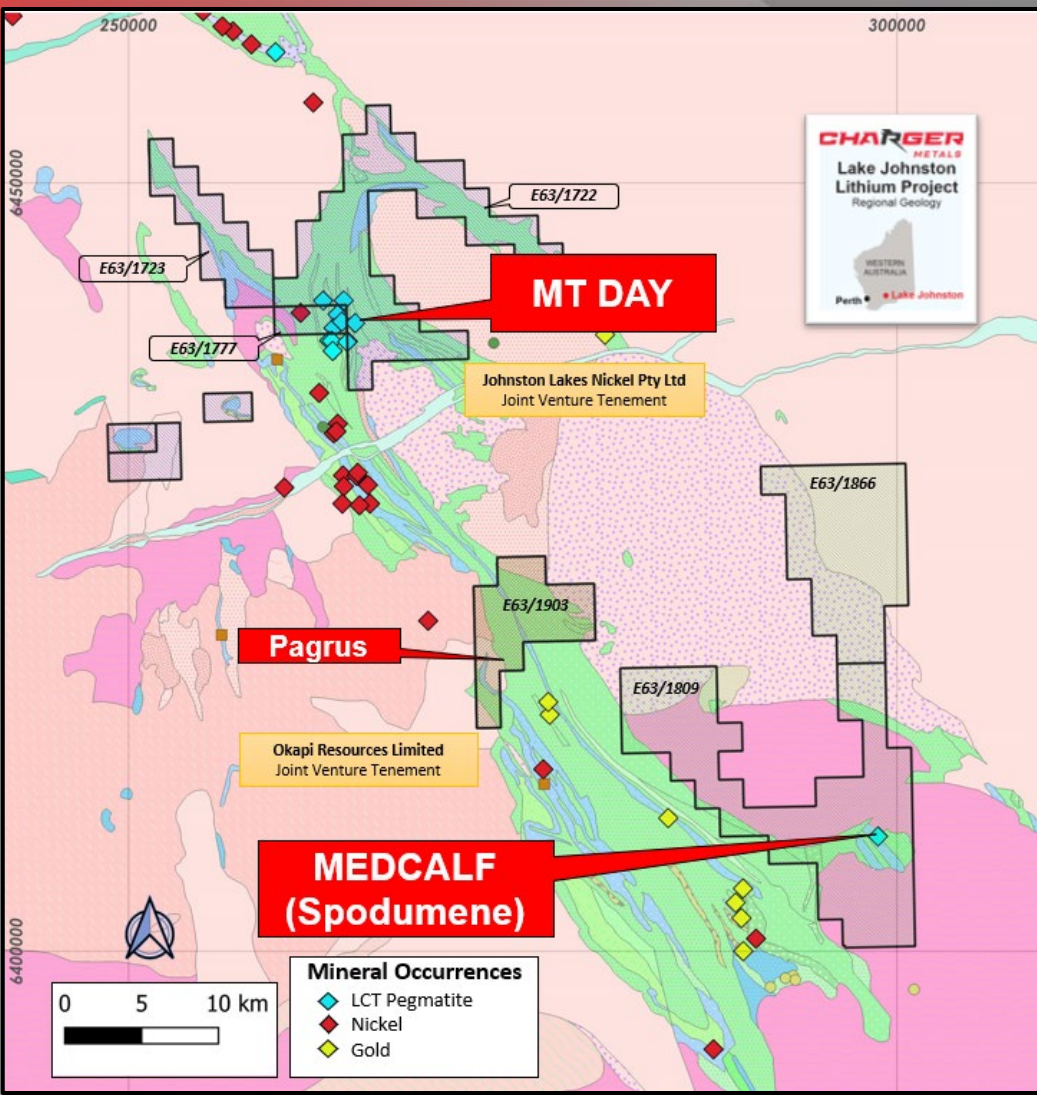 250000
300000
6450000
6400000
CHARGER
METALS
Lake Johnston
Lithium Project
Regional Geology
WESTERN
AUSTRALIA
Perth
Lake Johnston
E63/1722
E63/1723
MT DAY
E63/1777
Johnston Lakes Nickel Pty Ltd
Joint Venture Tenement
E63/1866
E63/1903
Pagrus
E63/1809
Okapi Resources Limited
Joint Venture Tenement
MEDCALF
(Spodumene)
Mineral Occurrences
LCT Pegmatite
Nickel
Gold
0 5 10 km